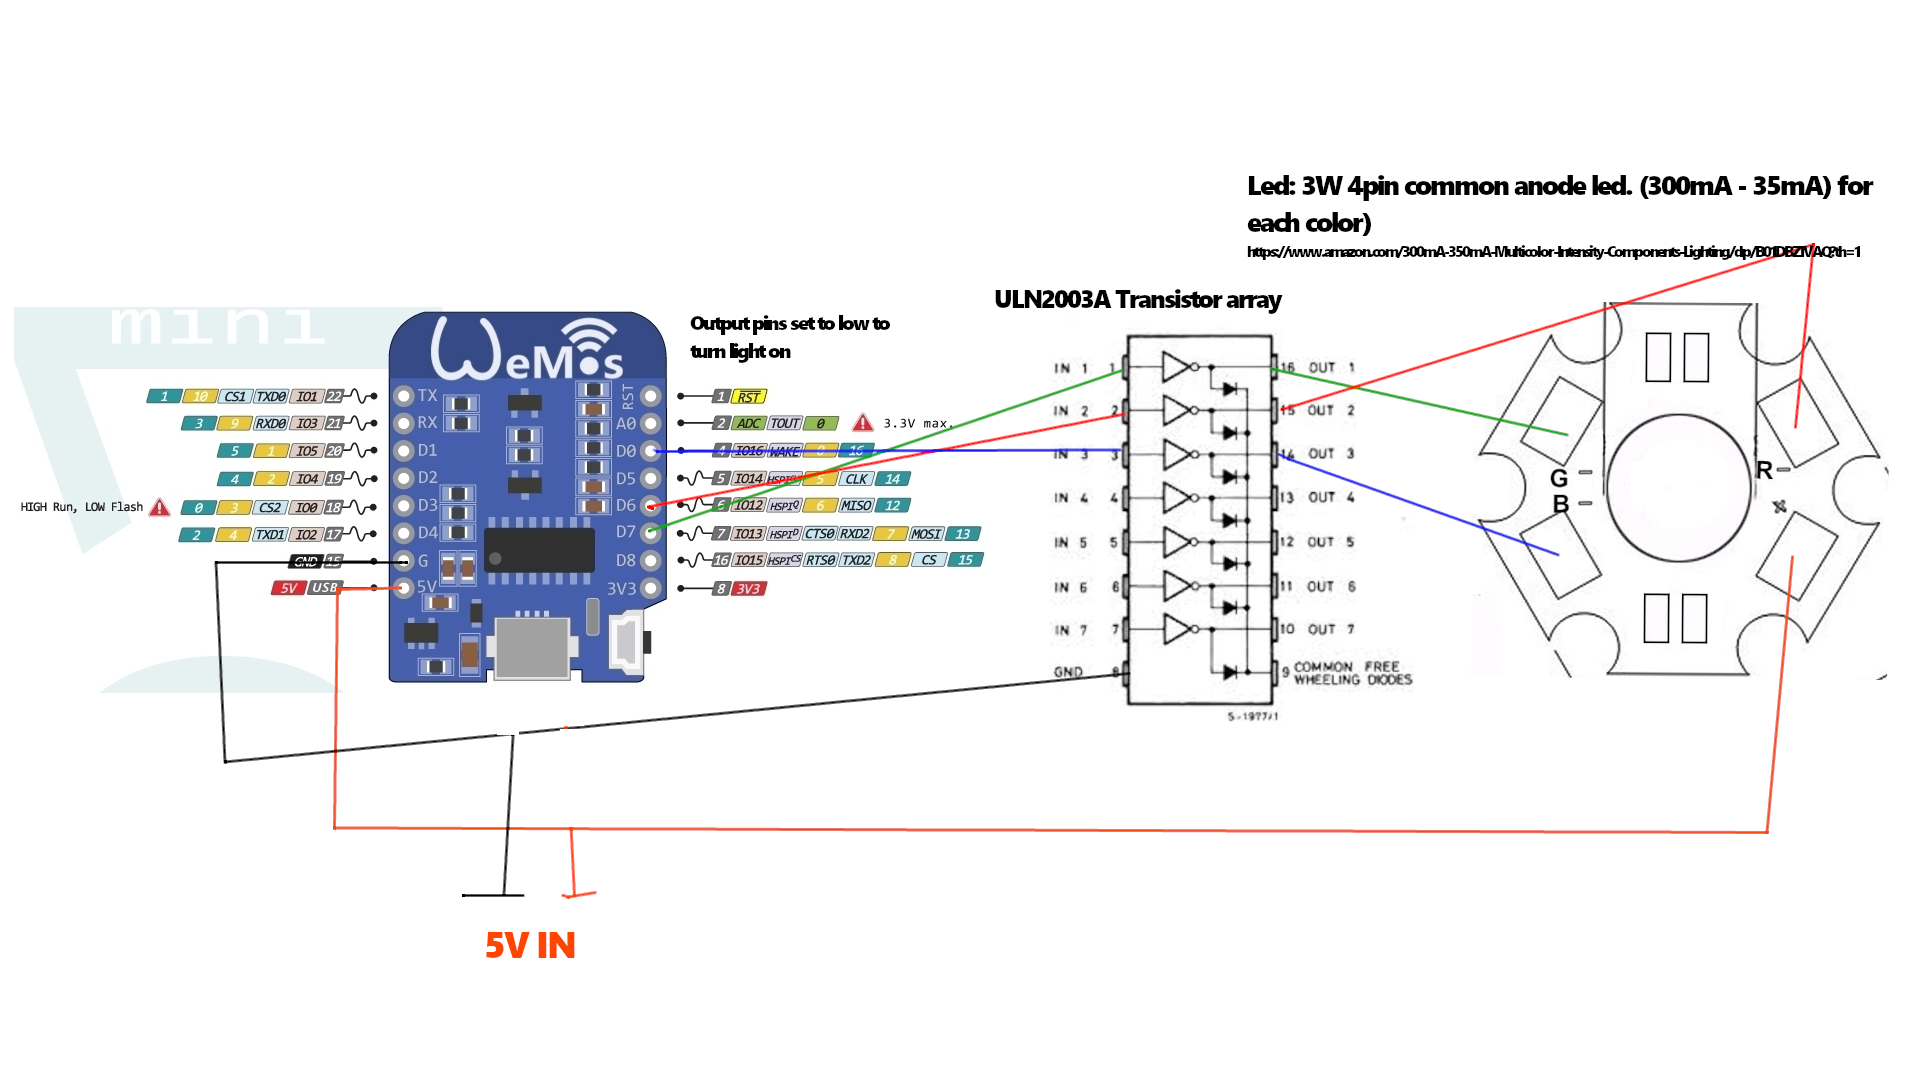 Led: 3W 4pin common anode led. (300mA - 35mA) for
each color)
https://www.amazon.com/300mA-350mA-Multicolor-Intensity-Components-Lighting/dp/
ULN2003A Transistor array
Output pins set to low to
turn light on
mini
WeMos
TX
RX
D1
D2
D3
D4
G
5V
RST
A0
D0
D5
D6
D7
D8
3V3
1 10 CS1 TXD0 IO1 22
3 9 RXD0 IO3 21
5 1 IO5 20
4 2 IO4 19
HIGH Run, LOW Flash 0 3 CS2 IO0 18
2 4 TXD1 IO2 17
GND 15
5V USB
1 RST
2 ADC TOUT 0 3.3V max.
4 IO16 WAKE 0 16
5 IO14 5 CLK 14
6 IO12 HSPIQ 6 MISO 12
7 IO13 HSPID CTS0 RXD2 7 MOSI 13
16 IO15 HSPICS RTS0 TXD2 8 CS 15
8 3V3
IN 1 1 16 OUT 1
IN 2 2 15 OUT 2
IN 3 3 14 OUT 3
IN 4 4 13 OUT 4
IN 5 5 12 OUT 5
IN 6 6 11 OUT 6
IN 7 7 10 OUT 7
GND 8 9 COMMON FREE
WHEELING DIODES
S-1977/1
G −
B −
R −
+
5V IN